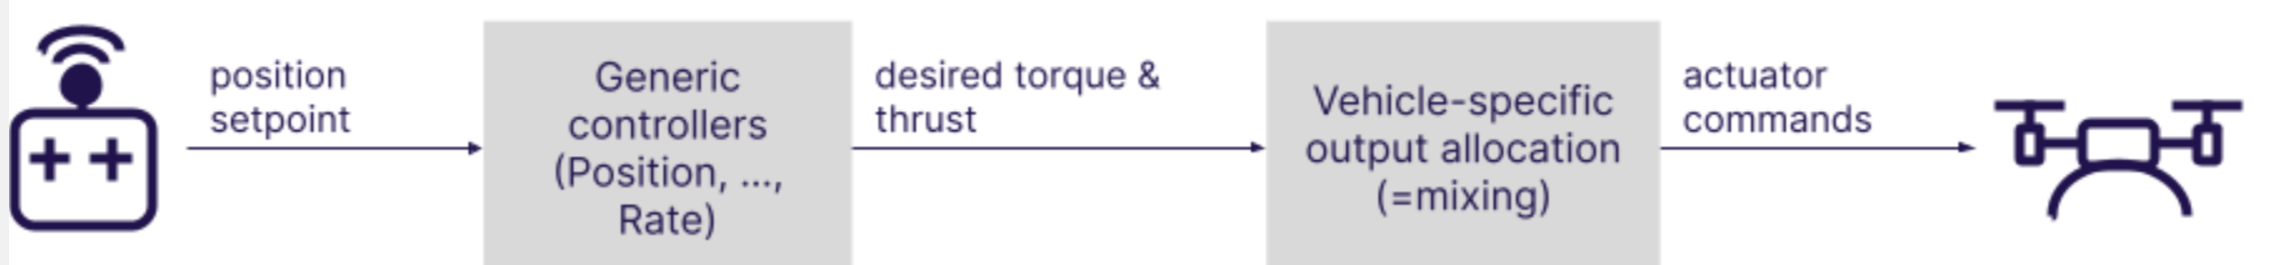 position
setpoint
Generic
controllers
(Position, ...,
Rate)
desired torque &
thrust
Vehicle-specific
output allocation
(=mixing)
actuator
commands